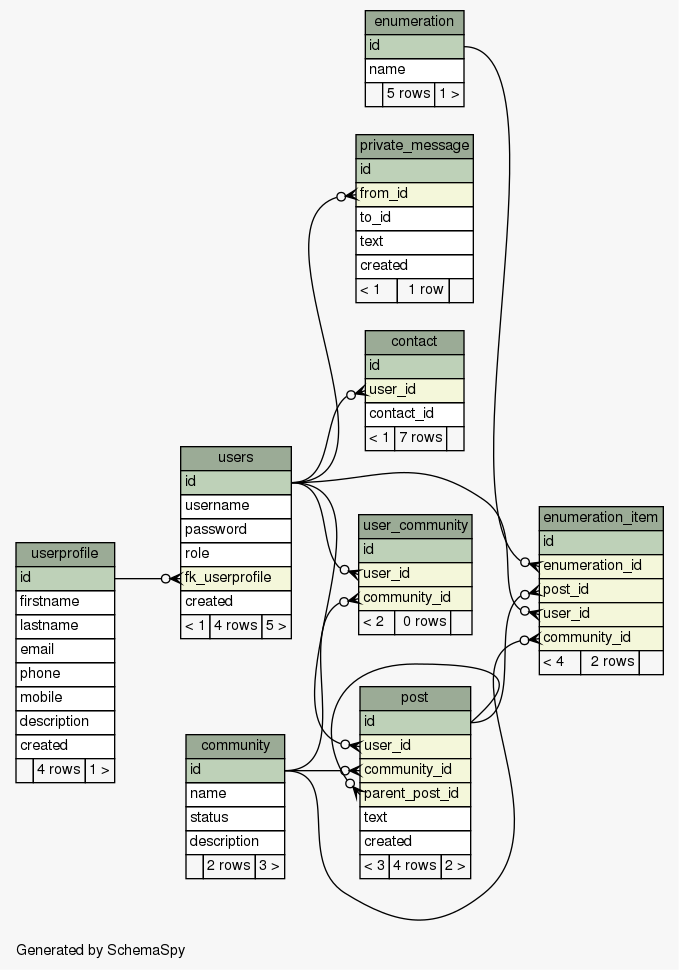 enumeration
id
name
5 rows 1 >
private_message
id
from_id
to_id
text
created
< 1 1 row
contact
id
user_id
contact_id
< 1 7 rows
users
id
username
password
role
fk_userprofile
created
< 1 4 rows 5 >
userprofile
id
firstname
lastname
email
phone
mobile
description
created
4 rows 1 >
user_community
id
user_id
community_id
< 2 0 rows
enumeration_item
id
enumeration_id
post_id
user_id
community_id
< 4 2 rows
post
id
user_id
community_id
parent_post_id
text
created
< 3 4 rows 2 >
community
id
name
status
description
2 rows 3 >
Generated by SchemaSpy